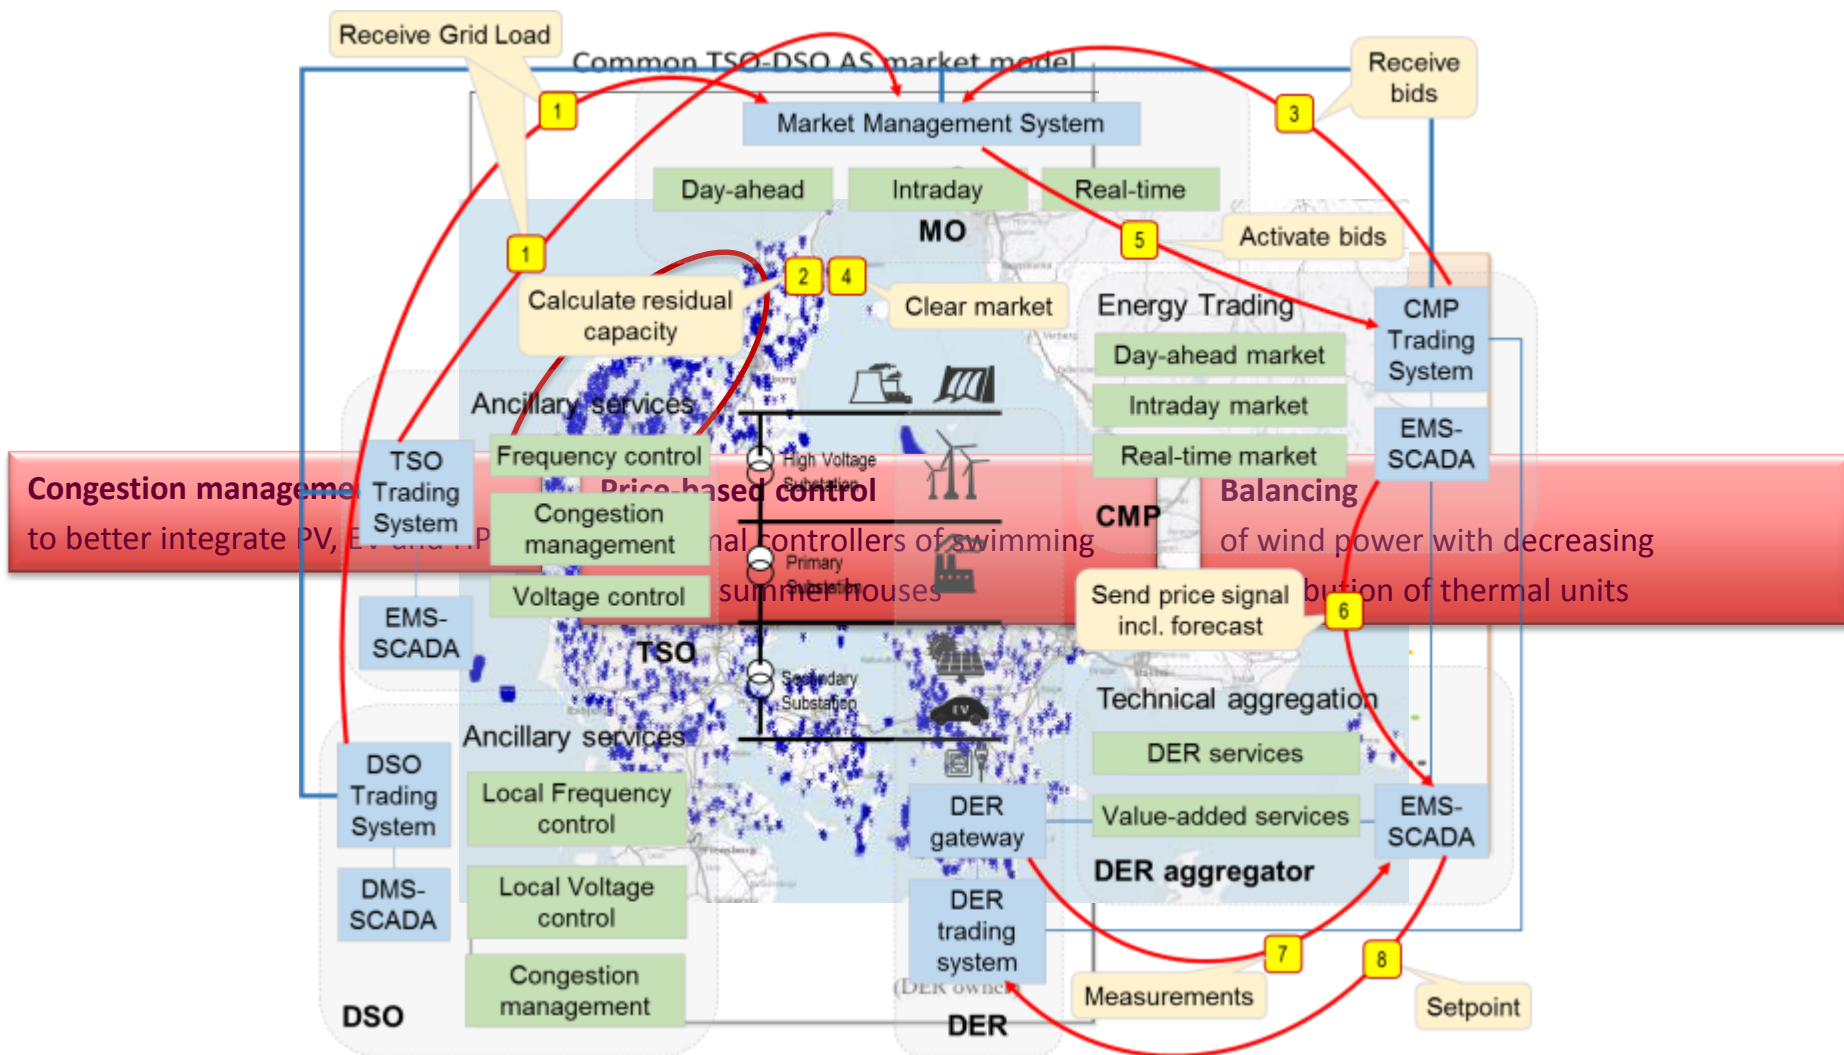 Receive Grid Load
Common TSO-DSO AS market model
Receive
bids
1
3
Market Management System
Day-ahead
Intraday
Real-time
MO
1
5
Activate bids
2
4
Calculate residual
capacity
Clear market
Energy Trading
CMP
Trading
System
Day-ahead market
Intraday market
Real-time market
EMS-
SCADA
CMP
Ancillary services
TSO
Trading
System
Frequency control
Congestion
management
Voltage control
EMS-
SCADA
TSO
High Voltage
Substation
Primary
Substation
Secondary
Substation
EV
Congestion
to better integrate PV,
Price-based control
controllers of swimming
summer houses
Balancing
of wind power with decreasing
of thermal units
Send price signal
incl. forecast
6
Technical aggregation
DER services
Value-added services
EMS-
SCADA
DER aggregator
Ancillary services
DSO
Trading
System
Local Frequency
control
DMS-
SCADA
Local Voltage
control
Congestion
management
DSO
DER
gateway
DER
trading
system
(DER owner)
DER
7
8
Measurements
Setpoint